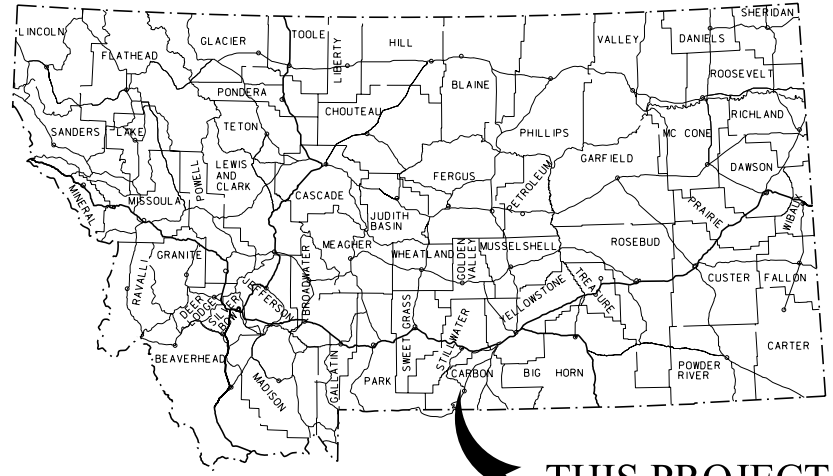 SHERIDAN
LINCOLN
GLACIER
TOOLE
LIBERTY
HILL
VALLEY
DANIELS
FLATHEAD
BLAINE
ROOSEVELT
PONDERA
CHOUTEAU
RICHLAND
SANDERS
LAKE
TETON
PHILLIPS
MC CONE
GARFIELD
DAWSON
POWELL
LEWIS
AND
CLARK
FERGUS
PETROLEUM
MINERAL
MISSOULA
CASCADE
JUDITH
BASIN
PRAIRIE
WIBAUX
MEAGHER
WHEATLAND
GOLDEN
VALLEY
MUSSELSHELL
ROSEBUD
GRANITE
RAVALLI
BROADWATER
JEFFERSON
DEER
LODGE
SILVER
BOW
TREASURE
CUSTER
FALLON
YELLOWSTONE
SWEET GRASS
STILLWATER
BEAVERHEAD
GALLATIN
PARK
CARBON
BIG HORN
POWDER
RIVER
CARTER
MADISON
THIS PROJECT